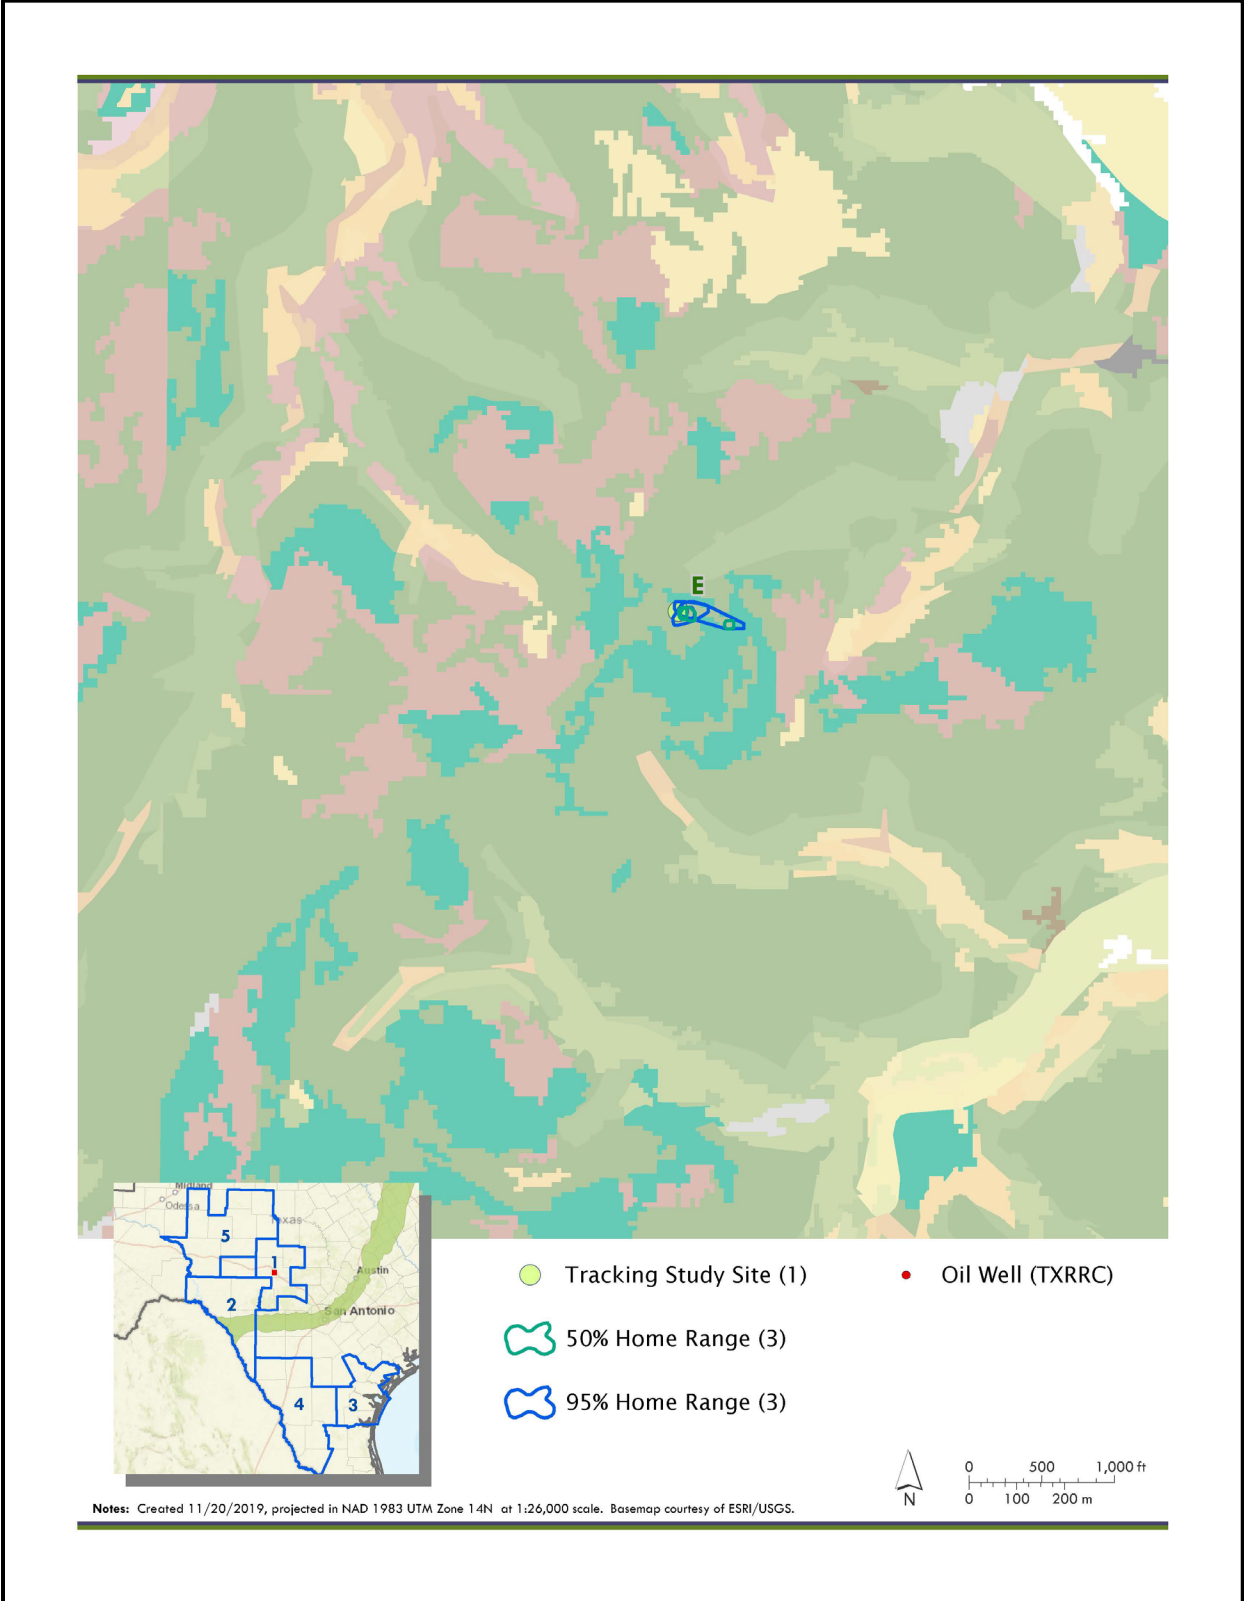 E
Midland
Odessa
Texas
5
1
Austin
2
San Antonio
4
3
Tracking Study Site (1)
Oil Well (TXRRC)
50% Home Range (3)
95% Home Range (3)
N
0 500 1,000 ft
0 100 200 m
Notes: Created 11/20/2019, projected in NAD 1983 UTM Zone 14N at 1:26,000 scale. Basemap courtesy of ESRI/USGS.